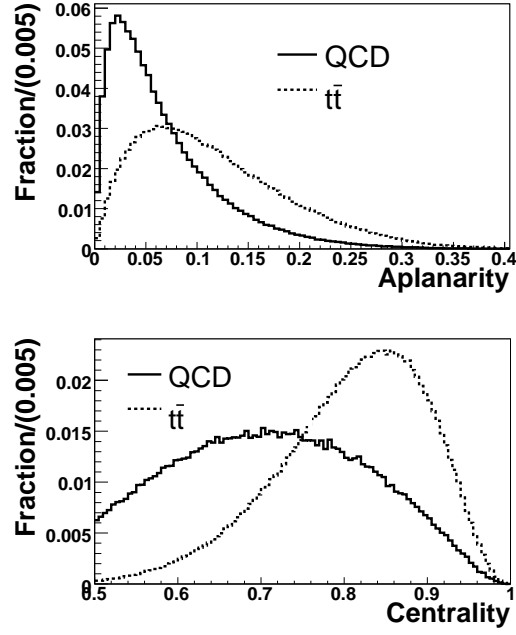 Fraction/(0.005)
0.06
0.05
0.04
0.03
0.02
0.01
0
QCD
tt̄
0 0.05 0.1 0.15 0.2 0.25 0.3 0.35 0.4
Aplanarity
Fraction/(0.005)
0.02
0.015
0.01
0.005
0
QCD
tt̄
0.5 0.6 0.7 0.8 0.9 1
Centrality